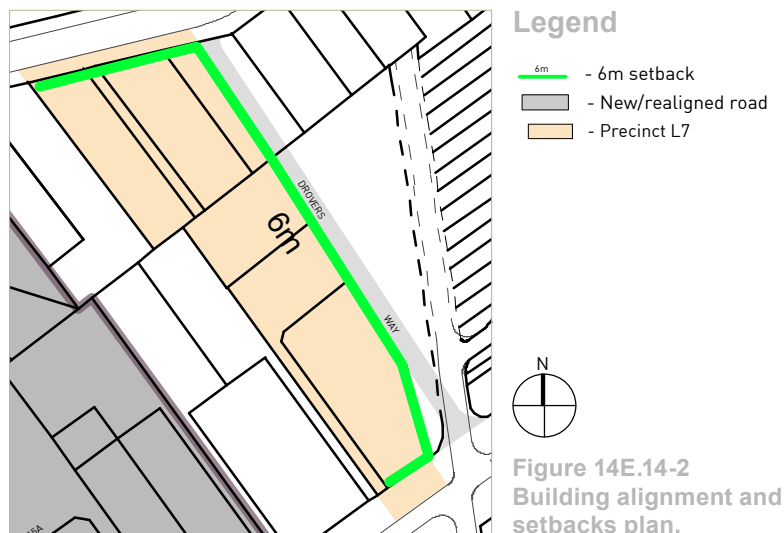 Legend
6m
- 6m setback
- New/realigned road
- Precinct L7
DROVERS
6m
WAY
N
15A
Figure 14E.14-2
Building alignment and
setbacks plan.